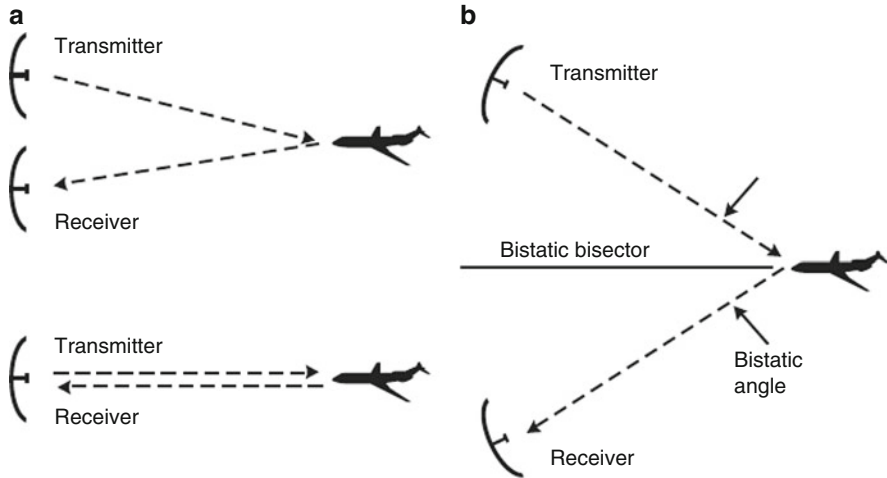 a
Transmitter
Receiver
Transmitter
Receiver
b
Transmitter
Bistatic bisector
Bistatic
angle
Receiver